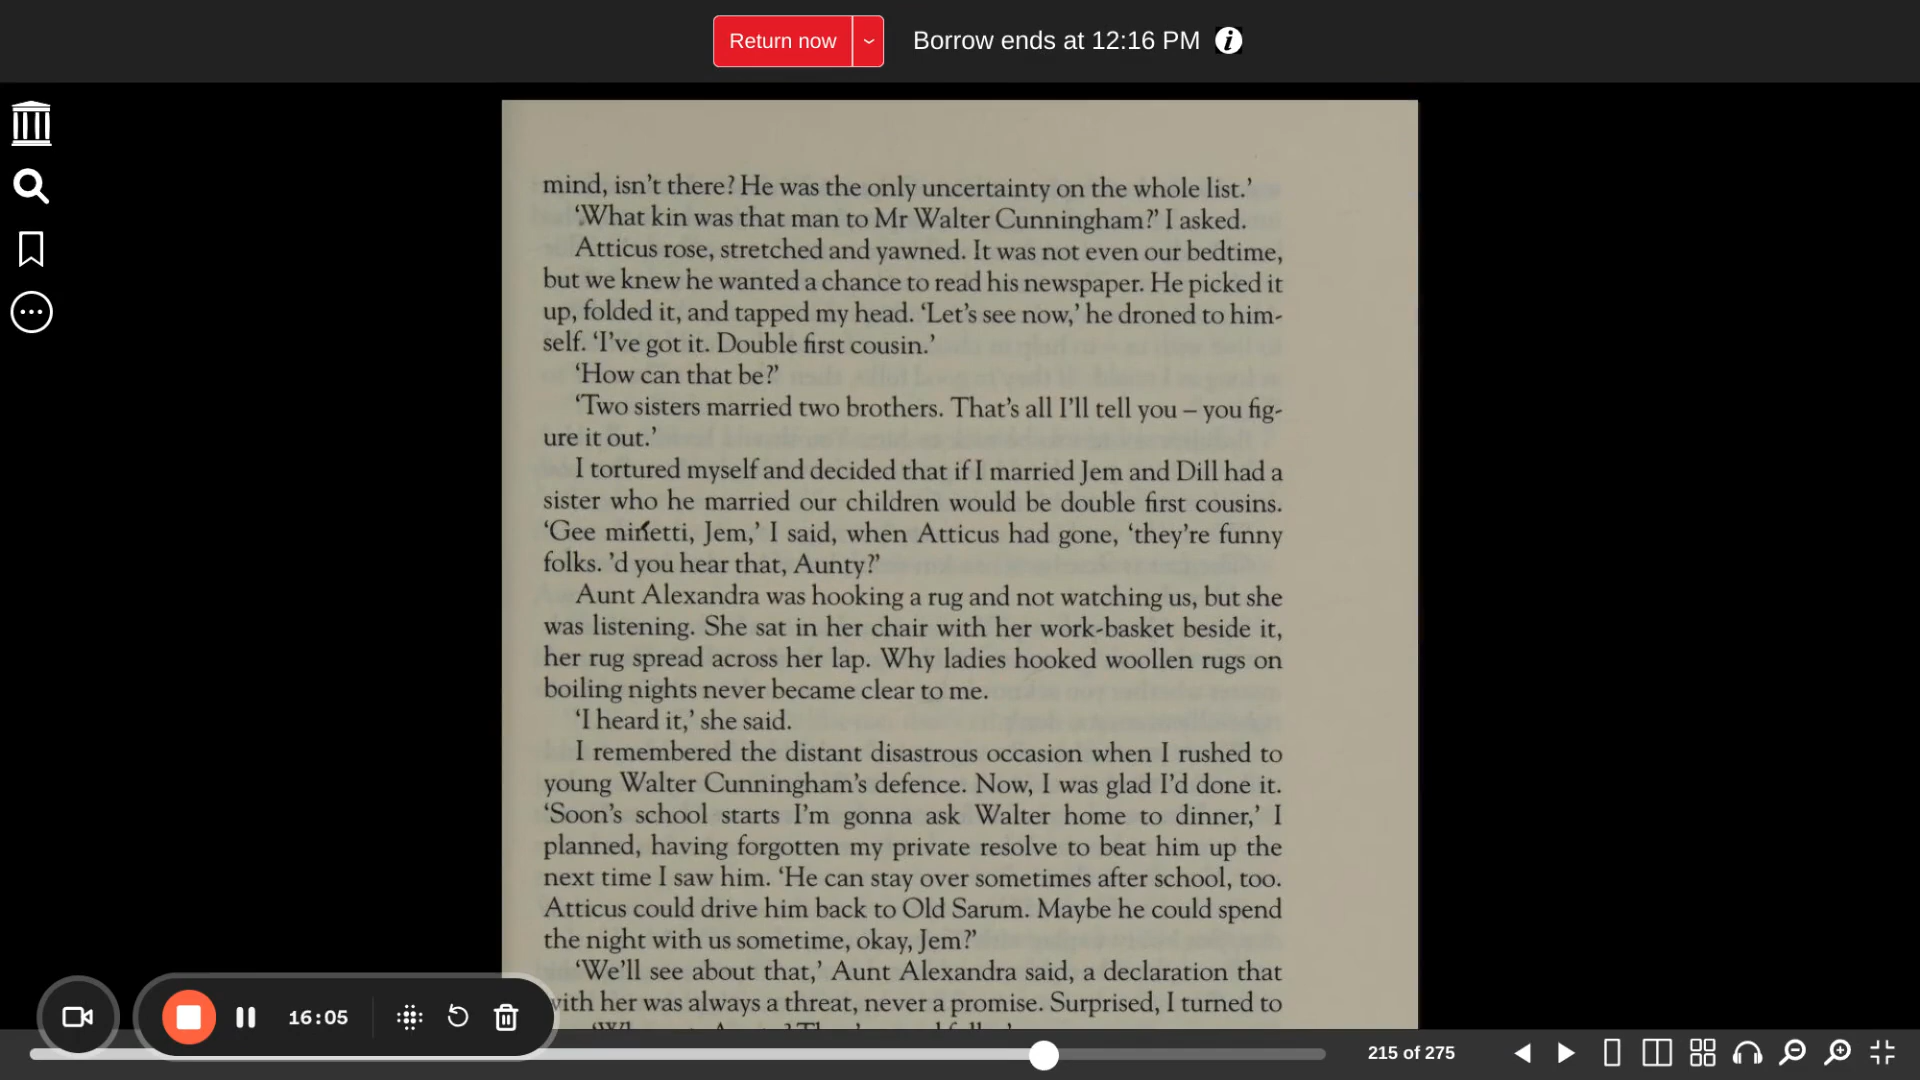 Return now
Borrow ends at 12:16 PM
mind, isn't there? He was the only uncertainty on the whole list.'
'What kin was that man to Mr Walter Cunningham?' I asked.
Atticus rose, stretched and yawned. It was not even our bedtime,
but we knew he wanted a chance to read his newspaper. He picked it
up, folded it, and tapped my head. 'Let's see now,' he droned to him-
self. 'I've got it. Double first cousin.'
'How can that be?'
'Two sisters married two brothers. That's all I'll tell you – you fig-
ure it out.'
I tortured myself and decided that if I married Jem and Dill had a
sister who he married our children would be double first cousins.
'Gee minetti, Jem,' I said, when Atticus had gone, 'they're funny
folks. 'd you hear that, Aunty?'
Aunt Alexandra was hooking a rug and not watching us, but she
was listening. She sat in her chair with her work-basket beside it,
her rug spread across her lap. Why ladies hooked woollen rugs on
boiling nights never became clear to me.
'I heard it,' she said.
I remembered the distant disastrous occasion when I rushed to
young Walter Cunningham's defence. Now, I was glad I'd done it.
'Soon's school starts I'm gonna ask Walter home to dinner,' I
planned, having forgotten my private resolve to beat him up the
next time I saw him. 'He can stay over sometimes after school, too.
Atticus could drive him back to Old Sarum. Maybe he could spend
the night with us sometime, okay, Jem?'
'We'll see about that,' Aunt Alexandra said, a declaration that
with her was always a threat, never a promise. Surprised, I turned to
16:05
215 of 275